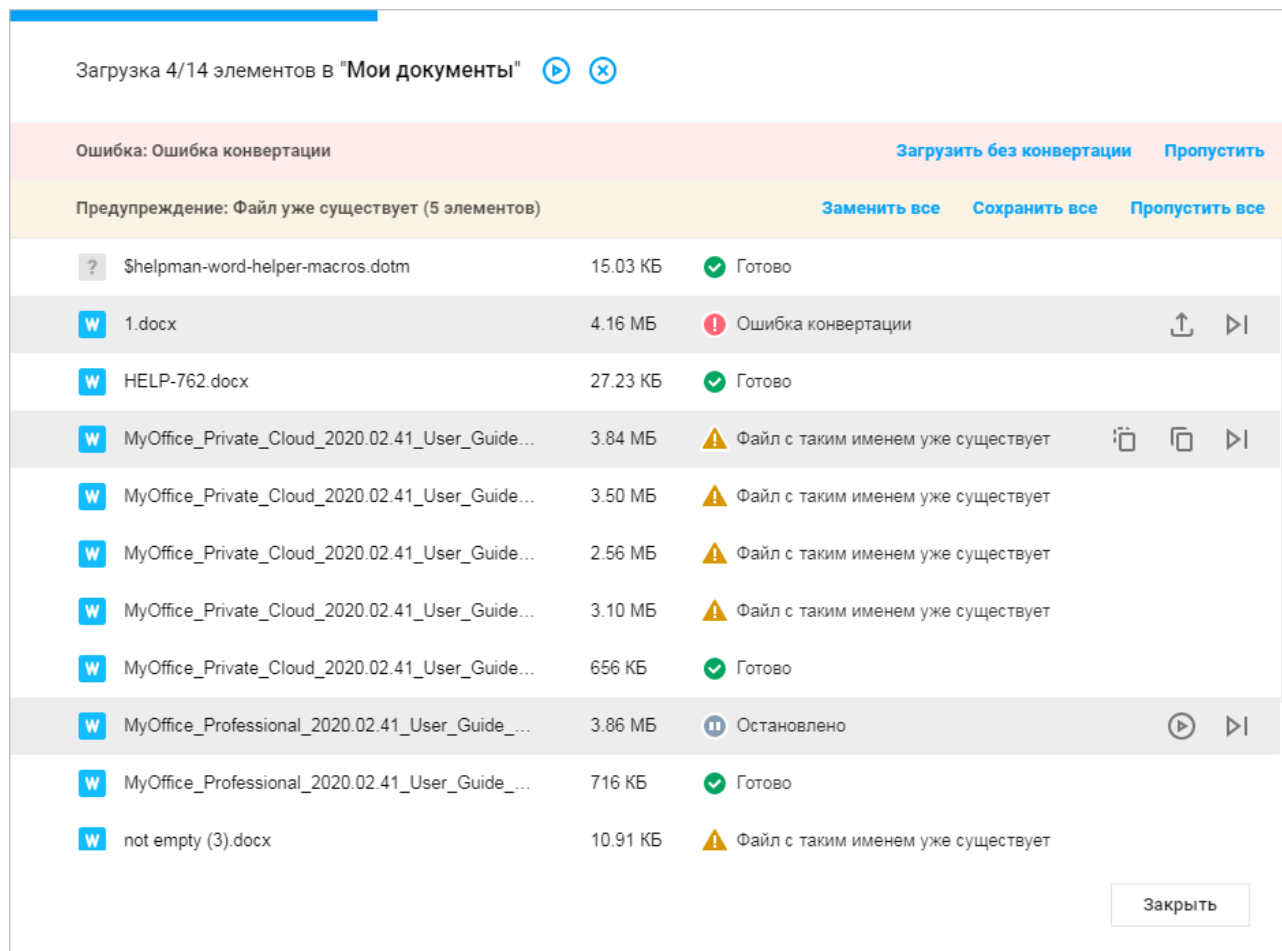 Загрузка 4/14 элементов в "Мои документы"
Ошибка: Ошибка конвертации Загрузить без конвертации Пропустить
Предупреждение: Файл уже существует (5 элементов) Заменить все Сохранить все Пропустить все
? $helpman-word-helper-macros.dotm 15.03 КБ Готово
W 1.docx 4.16 МБ Ошибка конвертации
W HELP-762.docx 27.23 КБ Готово
W MyOffice_Private_Cloud_2020.02.41_User_Guide... 3.84 МБ Файл с таким именем уже существует
W MyOffice_Private_Cloud_2020.02.41_User_Guide... 3.50 МБ Файл с таким именем уже существует
W MyOffice_Private_Cloud_2020.02.41_User_Guide... 2.56 МБ Файл с таким именем уже существует
W MyOffice_Private_Cloud_2020.02.41_User_Guide... 3.10 МБ Файл с таким именем уже существует
W MyOffice_Private_Cloud_2020.02.41_User_Guide... 656 КБ Готово
W MyOffice_Professional_2020.02.41_User_Guide_... 3.86 МБ Остановлено
W MyOffice_Professional_2020.02.41_User_Guide_... 716 КБ Готово
W not empty (3).docx 10.91 КБ Файл с таким именем уже существует
Закрыть